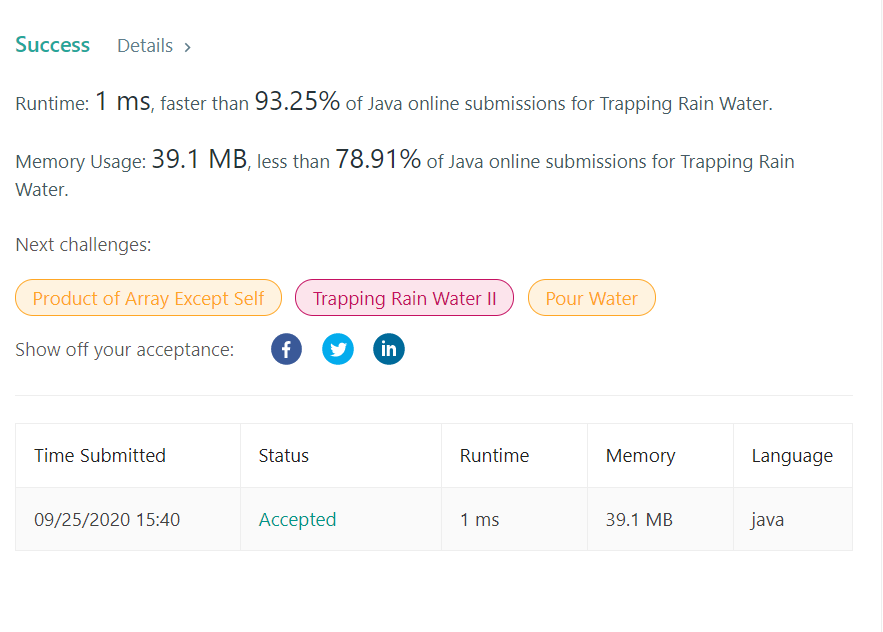 Success Details >
Runtime: 1 ms, faster than 93.25% of Java online submissions for Trapping Rain Water.
Memory Usage: 39.1 MB, less than 78.91% of Java online submissions for Trapping Rain
Water.
Next challenges:
Product of Array Except Self Trapping Rain Water II Pour Water
Show off your acceptance: f in
Time Submitted Status Runtime Memory Language
09/25/2020 15:40 Accepted 1 ms 39.1 MB java